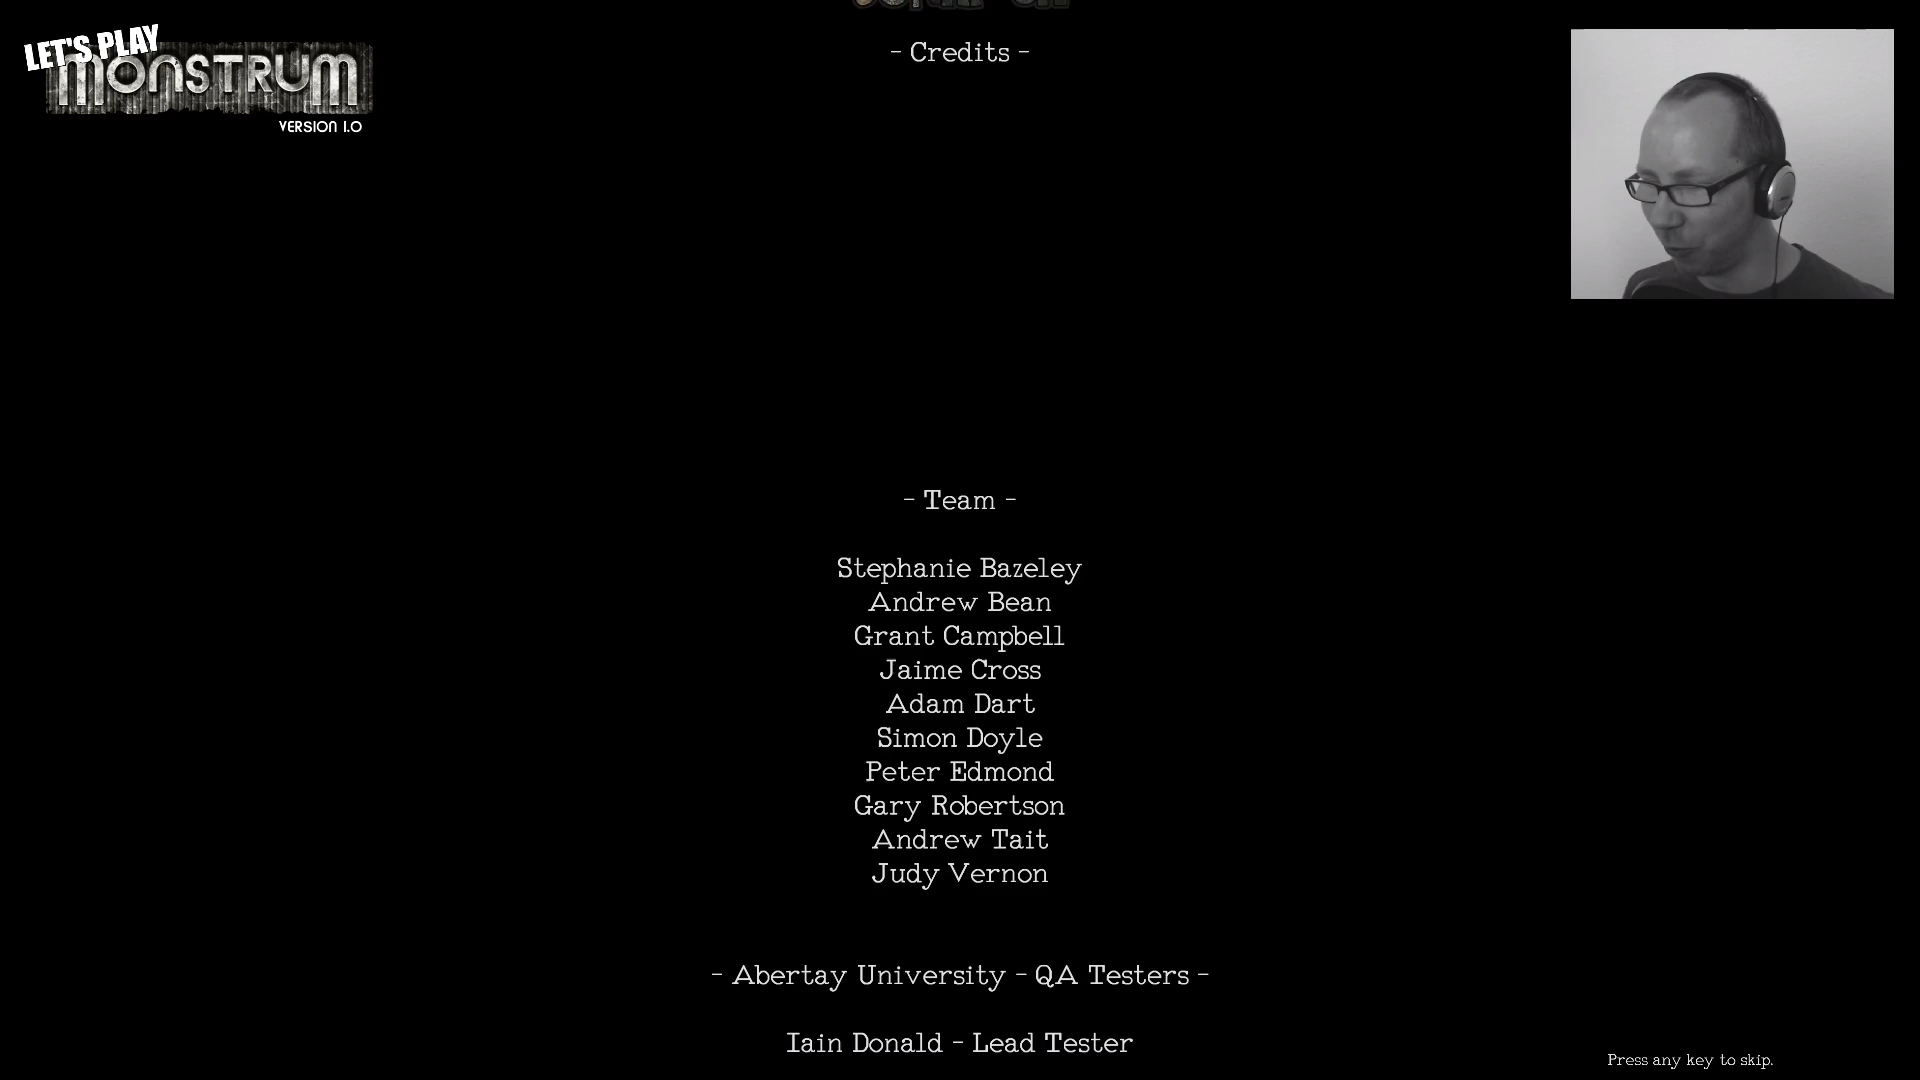 LET'S PLAY
MONSTRUM
VERSION 1.0
- Credits -
- Team -
Stephanie Bazeley
Andrew Bean
Grant Campbell
Jaime Cross
Adam Dart
Simon Doyle
Peter Edmond
Gary Robertson
Andrew Tait
Judy Vernon
- Abertay University - QA Testers -
Iain Donald - Lead Tester
Press any key to skip.